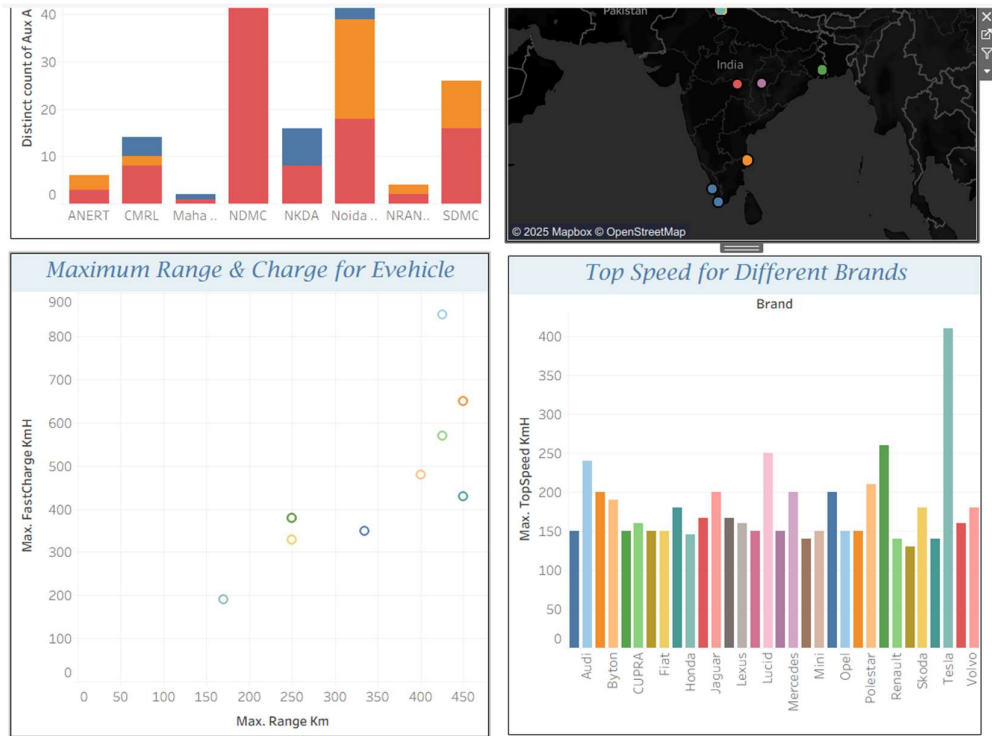 40
30
20
10
0
Distinct count of Aux A
ANERT CMRL Maha .. NDMC NKDA Noida .. NRAN.. SDMC
Pakistan
India
© 2025 Mapbox © OpenStreetMap
Maximum Range & Charge for Evehicle
900
800
700
600
500
400
300
200
100
0
Max. FastCharge KmH
0 50 100 150 200 250 300 350 400 450
Max. Range Km
Top Speed for Different Brands
Brand
400
350
300
250
200
150
100
50
0
Max. TopSpeed KmH
Audi
Byton
CUPRA
Fiat
Honda
Jaguar
Lexus
Lucid
Mercedes
Mini
Opel
Polestar
Renault
Skoda
Tesla
Volvo